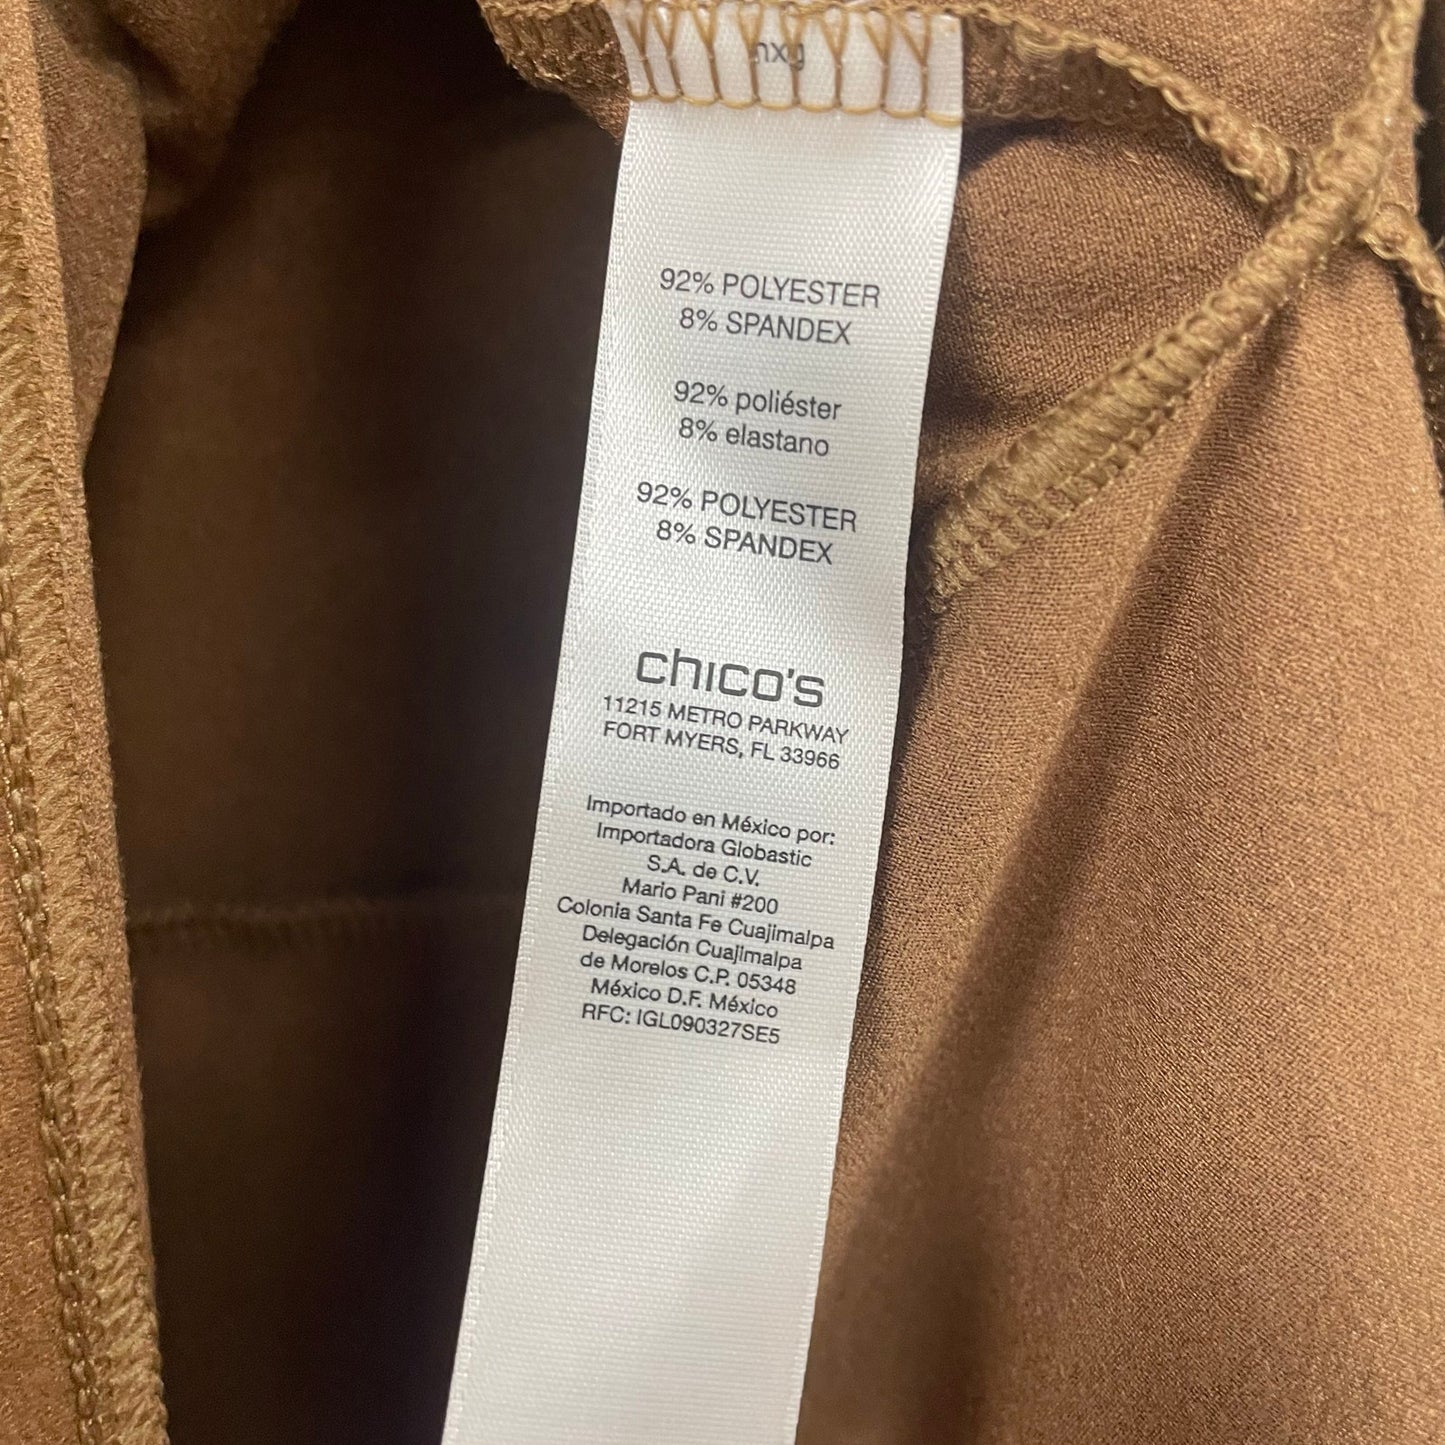 92% POLYESTER
8% SPANDEX
92% poliéster
8% elastano
92% POLYESTER
8% SPANDEX
chico's
11215 METRO PARKWAY
FORT MYERS, FL 33966
Importado en México por:
Importadora Globastic
S.A. de C.V.
Mario Pani #200
Colonia Santa Fe Cuajimalpa
Delegación Cuajimalpa
de Morelos C.P. 05348
México D.F. México
RFC: IGL090327SE5